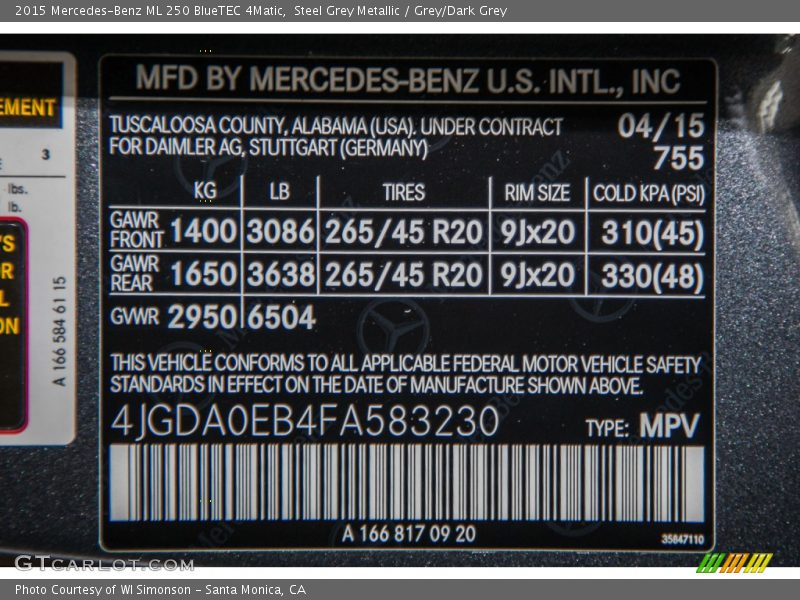 2015 Mercedes-Benz ML 250 BlueTEC 4Matic,  Steel Grey Metallic / Grey/Dark Grey
EMENT
3
lbs.
lb.
A 166 584 61 15
MFD BY MERCEDES-BENZ U.S. INTL., INC
TUSCALOOSA COUNTY, ALABAMA (USA). UNDER CONTRACT 04/15
FOR DAIMLER AG, STUTTGART (GERMANY) 755
KG LB TIRES RIM SIZE COLD KPA (PSI)
GAWR FRONT 1400 3086 265/45 R20 9Jx20 310(45)
GAWR REAR 1650 3638 265/45 R20 9Jx20 330(48)
GWR 2950 6504
THIS VEHICLE CONFORMS TO ALL APPLICABLE FEDERAL MOTOR VEHICLE SAFETY
STANDARDS IN EFFECT ON THE DATE OF MANUFACTURE SHOWN ABOVE.
4JGDA0EB4FA583230 TYPE: MPV
A 166 817 09 20
35847110
GTCARLOT.COM
Photo Courtesy of WI Simonson - Santa Monica, CA